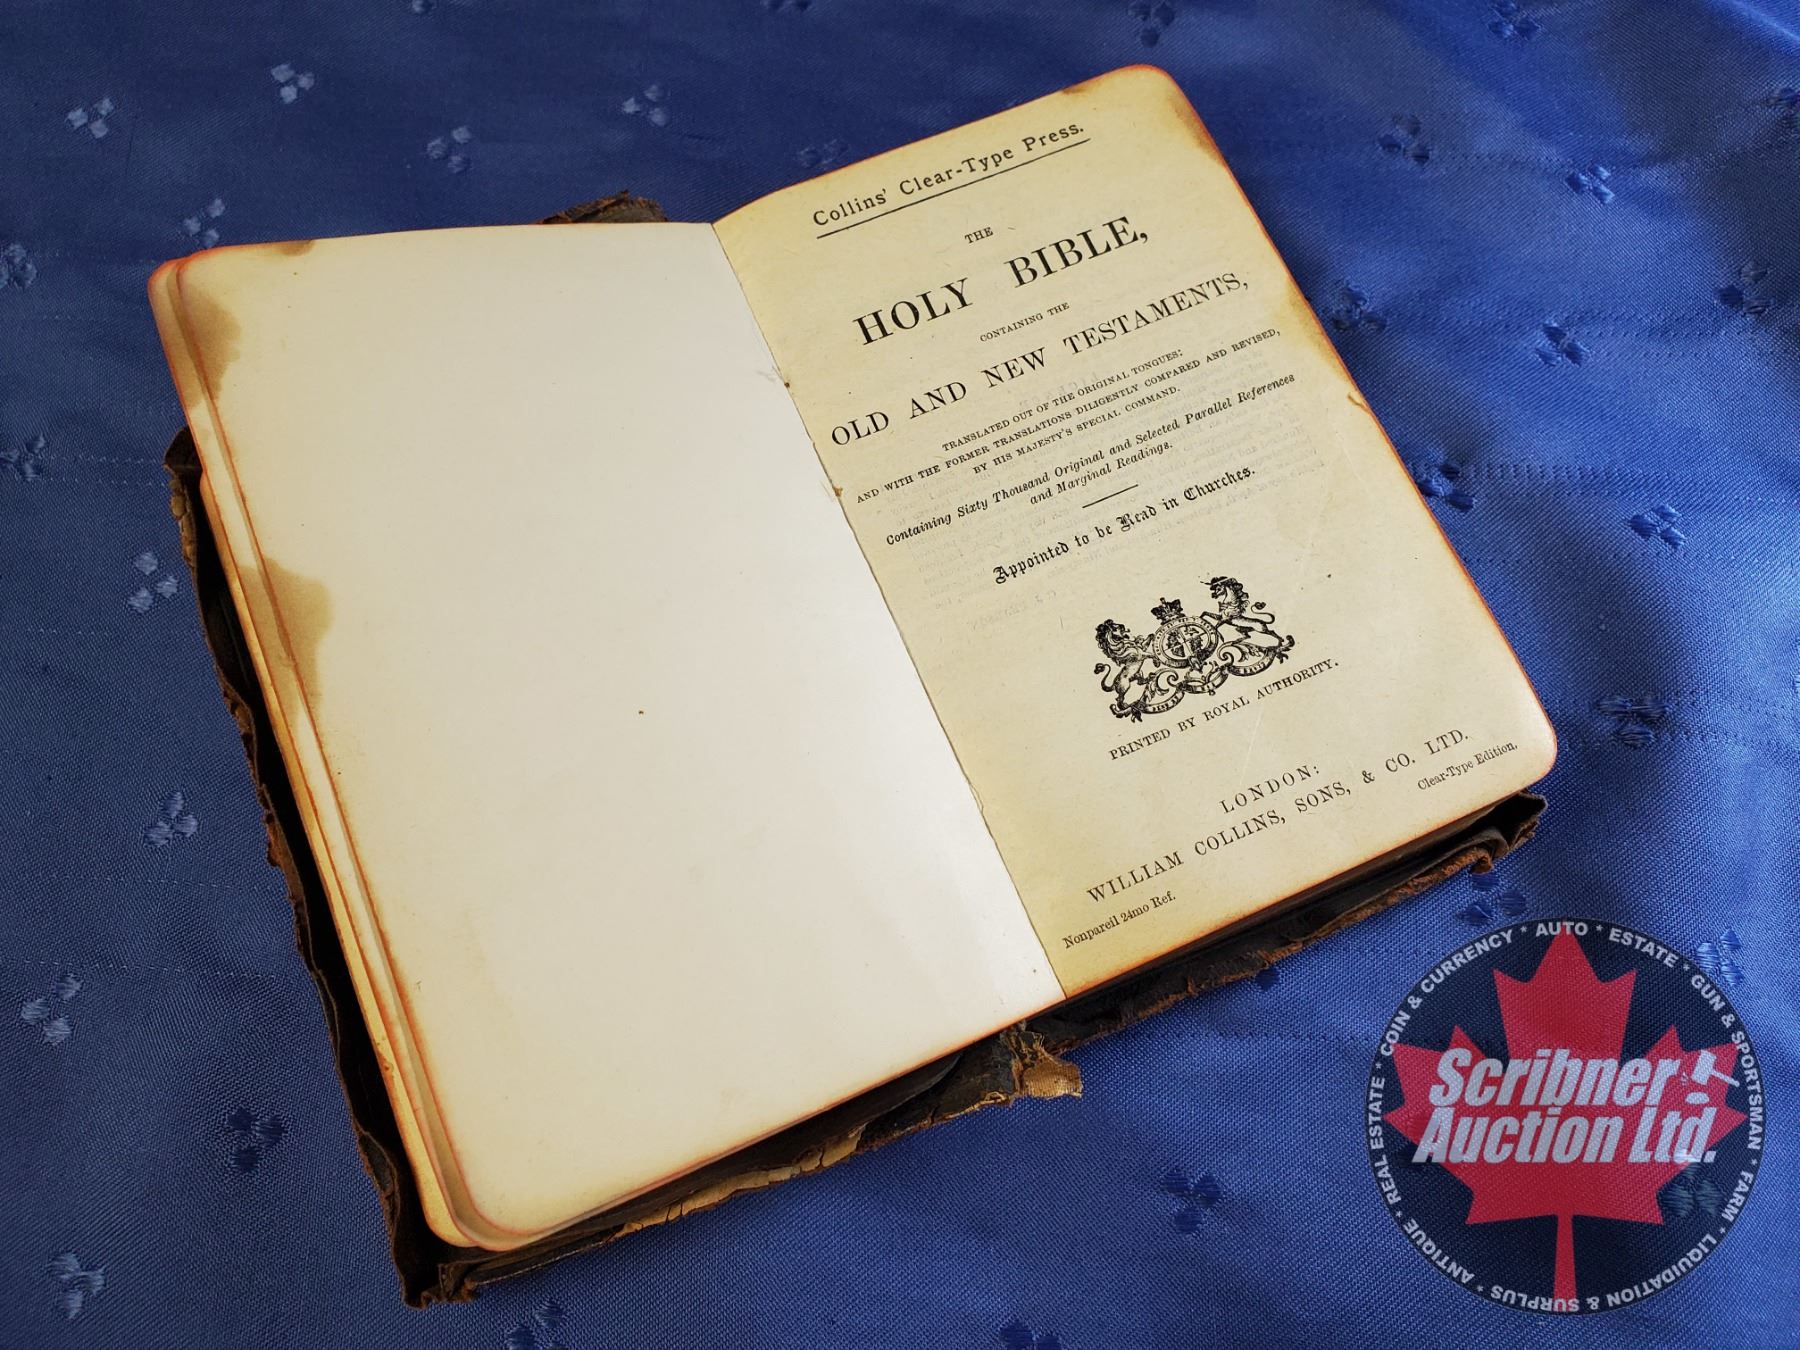 Collins' Clear-Type Press.
THE
HOLY BIBLE,
CONTAINING THE
OLD AND NEW TESTAMENTS,
TRANSLATED OUT OF THE ORIGINAL TONGUES:
AND WITH THE FORMER TRANSLATIONS DILIGENTLY COMPARED AND REVISED,
BY HIS MAJESTY'S SPECIAL COMMAND.
Containing Sixty Thousand Original and Selected Parallel References
and Marginal Readings.
Appointed to be Read in Churches.
PRINTED BY ROYAL AUTHORITY.
LONDON:
WILLIAM COLLINS, SONS, & CO. LTD.
Nonpareil 24mo Ref.
Clear-Type Edition.
Scribner
Auction Ltd.
REAL ESTATE * COIN & CURRENCY * AUTO * ESTATE * GUN & SPORTSMAN * FARM * LIQUIDATION & SURPLUS * ANTIQUE *